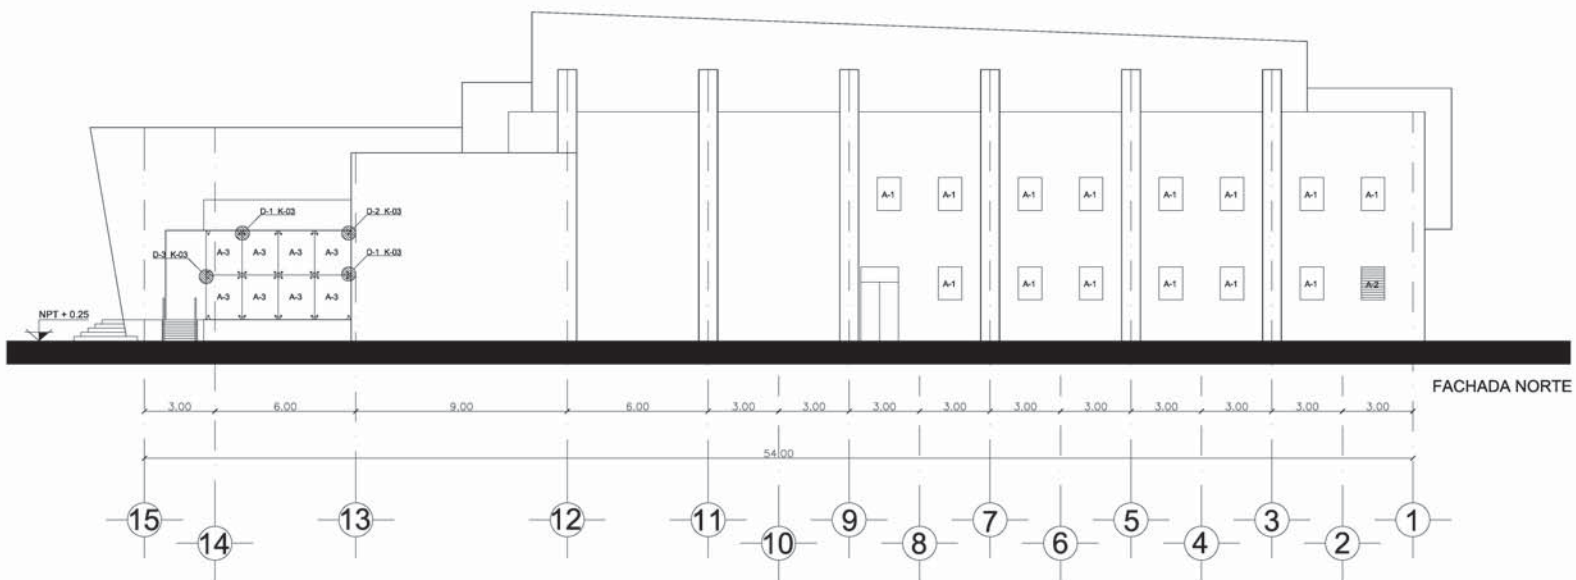 A-1 A-1 A-1 A-1 A-1 A-1 A-1 A-1
D-1 K-03 D-2 K-03
A-3 A-3 A-3 A-3
D-3 K-03 D-1 K-03
A-1 A-1 A-1 A-1 A-1 A-1 A-2
A-3 A-3 A-3 A-3
NPT + 0.25
FACHADA NORTE
3.00 6.00 9.00 6.00 3.00 3.00 3.00 3.00 3.00 3.00 3.00 3.00 3.00 3.00
54.00
15 13 12 11 9 7 5 3 1
14 10 8 6 4 2